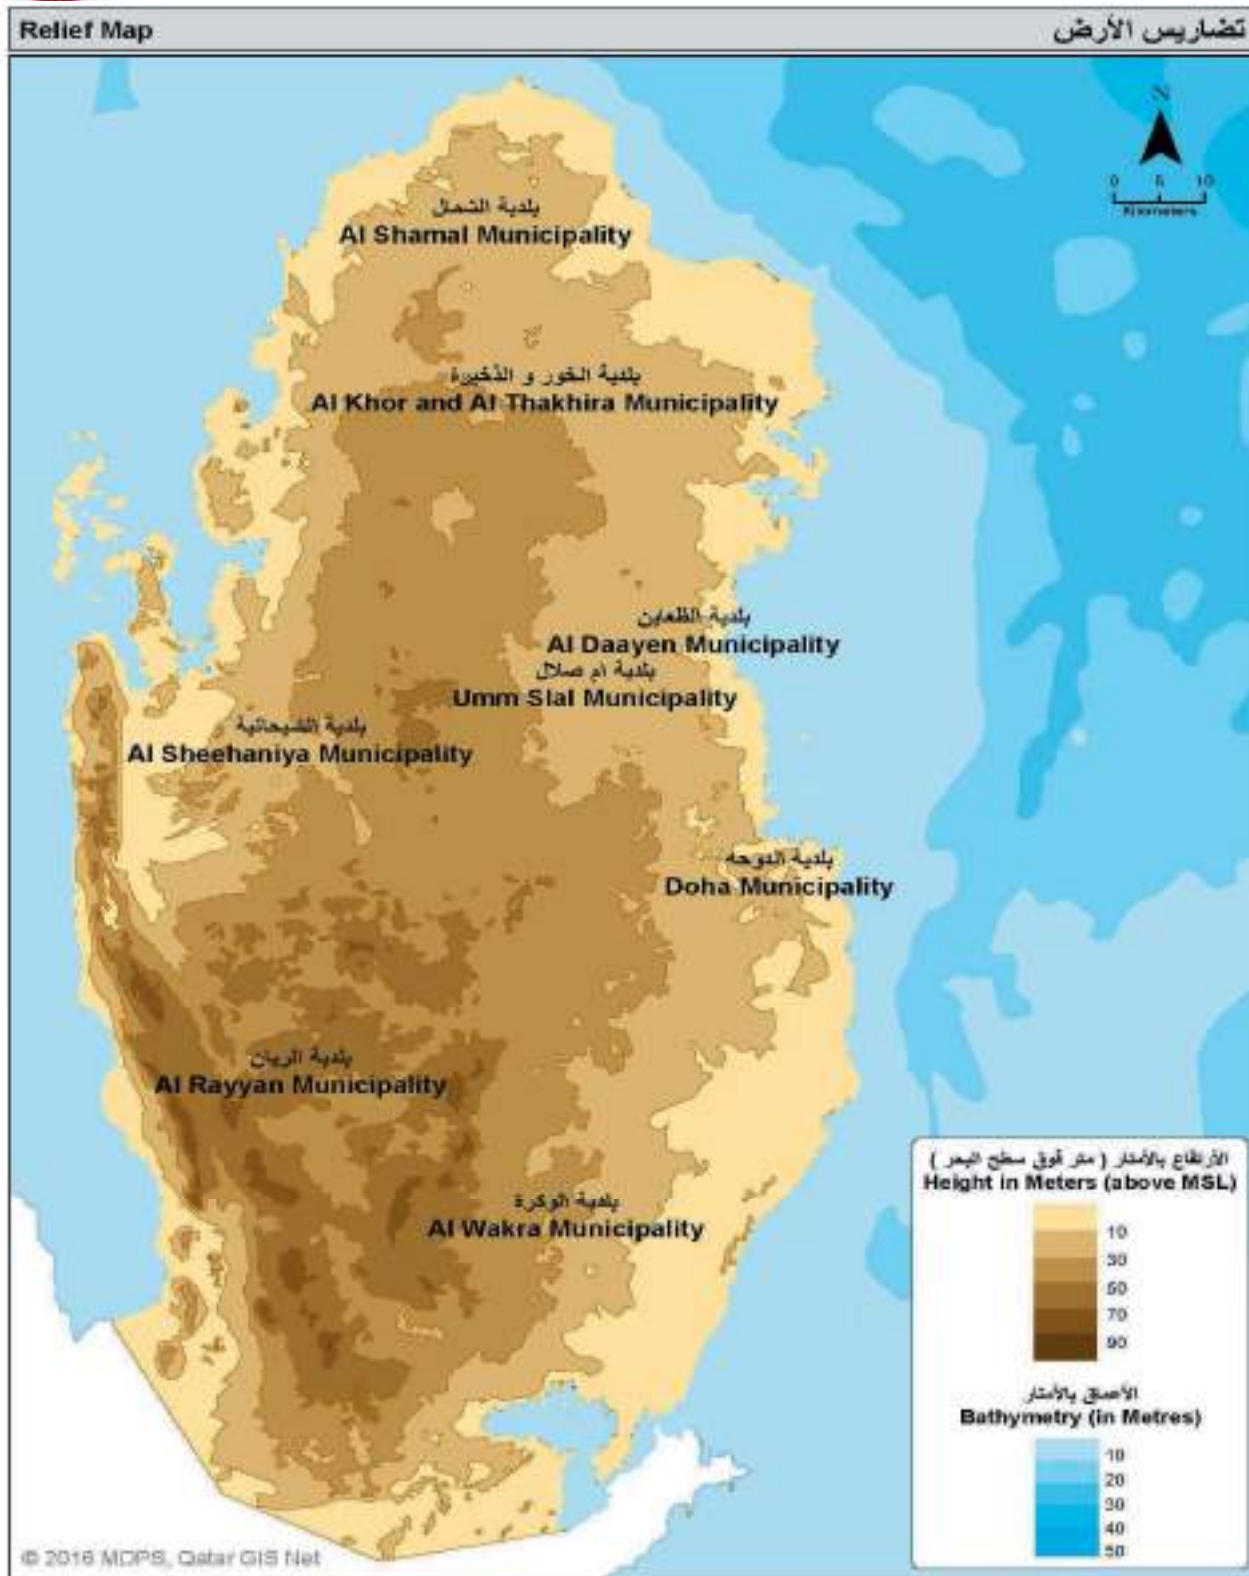 Relief Map
تضاريس الأرض
N
0 5 10
Kilometers
بلدية الشمال
Al Shamal Municipality
بلدية الخور و الذخيرة
Al Khor and Al Thakhira Municipality
بلدية الظعاين
Al Daayen Municipality
بلدية ام صلال
Umm Slal Municipality
بلدية الشيحانية
Al Sheehaniya Municipality
بلدية الدوحه
Doha Municipality
بلدية الريان
Al Rayyan Municipality
بلدية الوكرة
Al Wakra Municipality
الأرتفاع بالأمتار ( متر فوق سطح البحر )
Height in Meters (above MSL)
10
30
50
70
90
الأعماق بالأمتار
Bathymetry (in Metres)
10
20
30
40
50
© 2016 MDPS, Qatar GIS Net